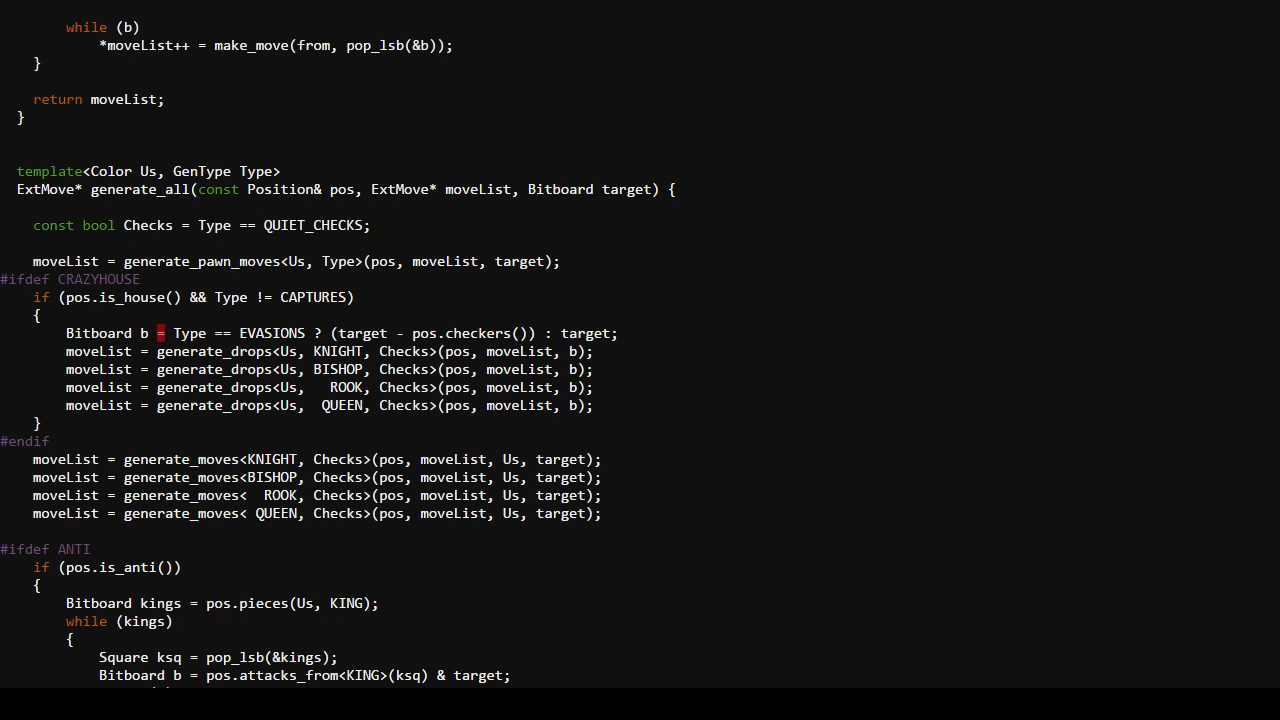 while (b)
*moveList++ = make_move(from, pop_lsb(&b));
}
return moveList;
}
template<Color Us, GenType Type>
ExtMove* generate_all(const Position& pos, ExtMove* moveList, Bitboard target) {
const bool Checks = Type == QUIET_CHECKS;
moveList = generate_pawn_moves<Us, Type>(pos, moveList, target);
#ifdef CRAZYHOUSE
if (pos.is_house() && Type != CAPTURES)
{
Bitboard b = Type == EVASIONS ? (target - pos.checkers()) : target;
moveList = generate_drops<Us, KNIGHT, Checks>(pos, moveList, b);
moveList = generate_drops<Us, BISHOP, Checks>(pos, moveList, b);
moveList = generate_drops<Us,   ROOK, Checks>(pos, moveList, b);
moveList = generate_drops<Us,  QUEEN, Checks>(pos, moveList, b);
}
#endif
moveList = generate_moves<KNIGHT, Checks>(pos, moveList, Us, target);
moveList = generate_moves<BISHOP, Checks>(pos, moveList, Us, target);
moveList = generate_moves<  ROOK, Checks>(pos, moveList, Us, target);
moveList = generate_moves< QUEEN, Checks>(pos, moveList, Us, target);
#ifdef ANTI
if (pos.is_anti())
{
Bitboard kings = pos.pieces(Us, KING);
while (kings)
{
Square ksq = pop_lsb(&kings);
Bitboard b = pos.attacks_from<KING>(ksq) & target;